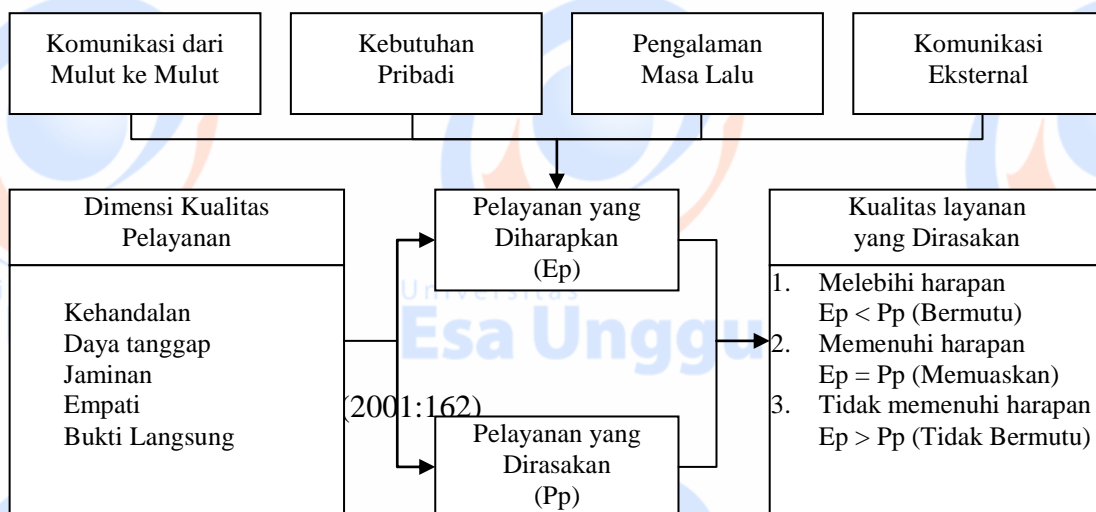 Komunikasi dari
Mulut ke Mulut
Kebutuhan
Pribadi
Pengalaman
Masa Lalu
Komunikasi
Eksternal
Dimensi Kualitas
Pelayanan
Kehandalan
Daya tanggap
Jaminan
Empati
Bukti Langsung
(2001:162)
Pelayanan yang
Diharapkan
(Ep)
Universitas
Esa Unggu
Pelayanan yang
Dirasakan
(Pp)
Kualitas layanan
yang Dirasakan
1. Melebihi harapan
Ep < Pp (Bermutu)
2. Memenuhi harapan
Ep = Pp (Memuaskan)
3. Tidak memenuhi harapan
Ep > Pp (Tidak Bermutu)